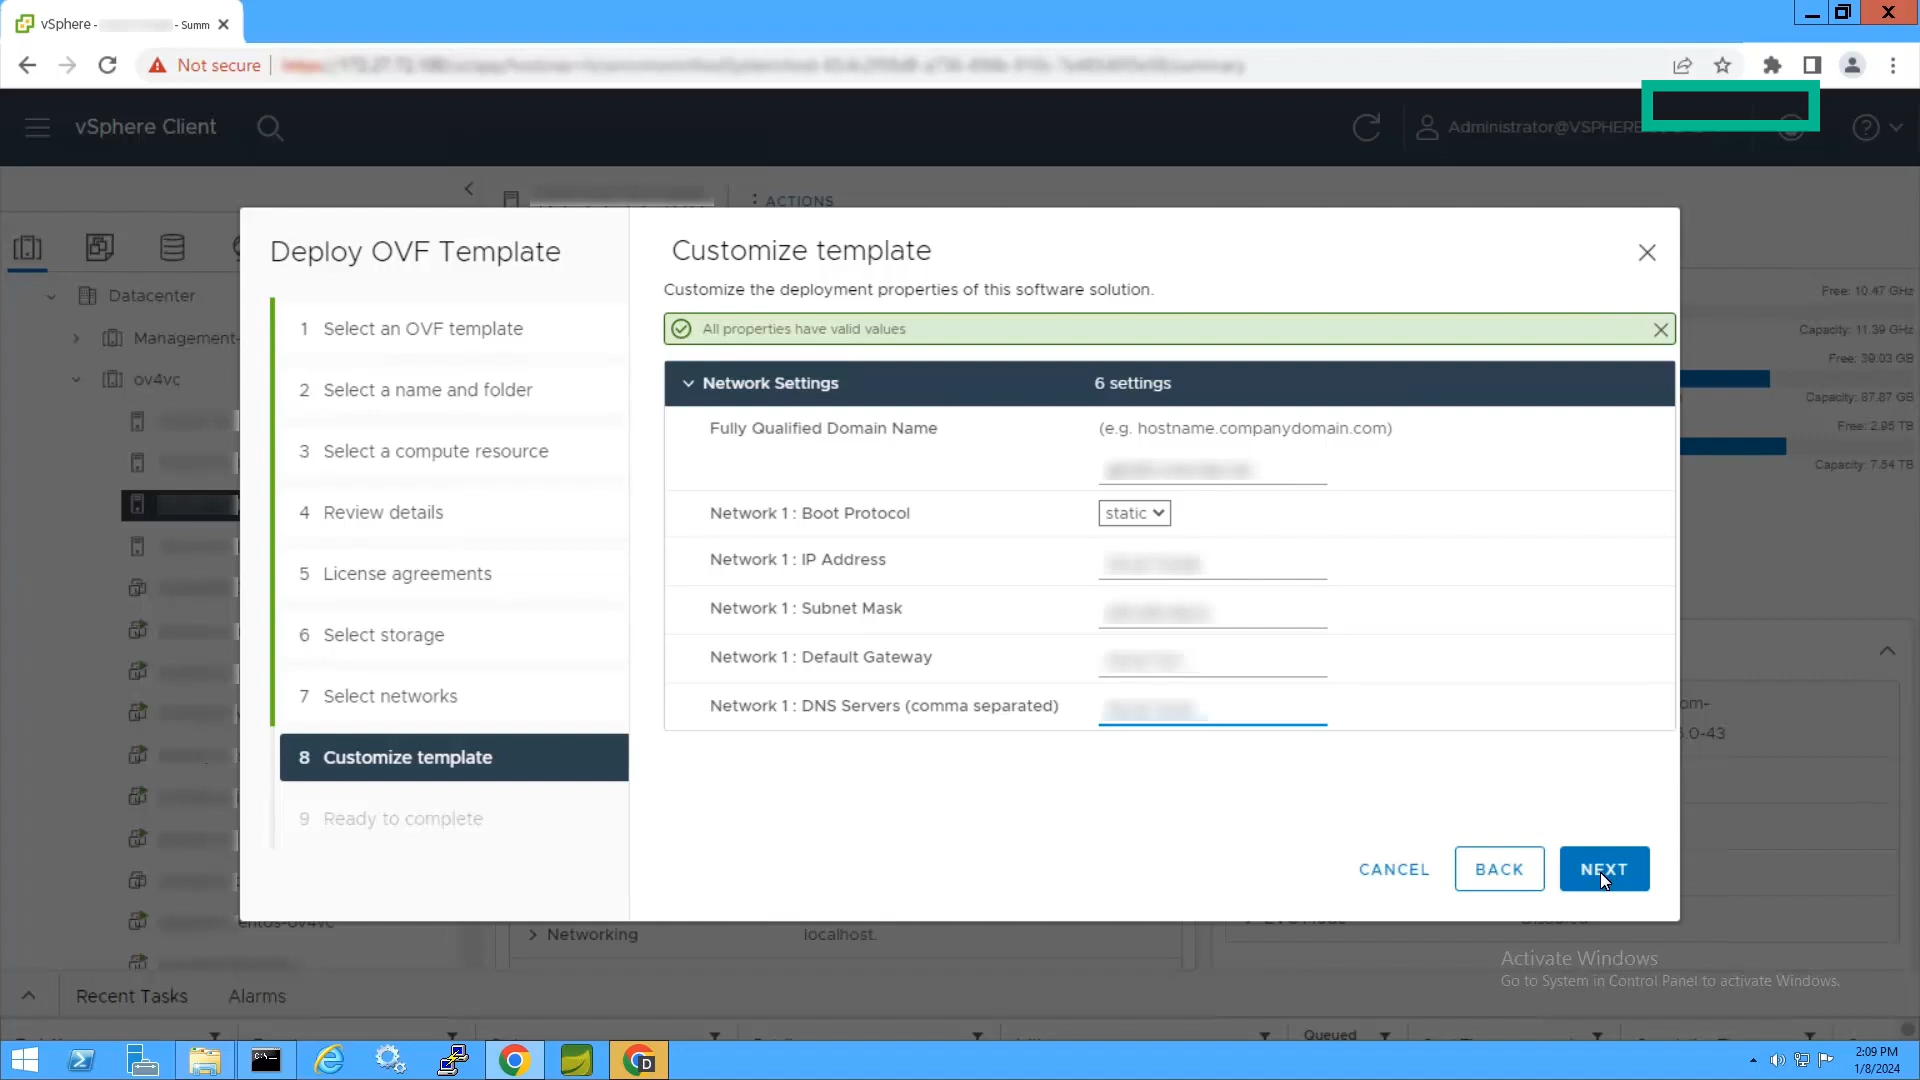 vSphere -
- Summ
Not secure
vSphere Client
Administrator@VSPHERE
ACTIONS
Datacenter
Free: 10.47 GHz
Management-
Capacity: 11.39 GHz
ov4vc
Free: 39.03 GB
Capacity: 87.87 GB
Free: 2.95 TB
Capacity: 7.54 TB
Deploy OVF Template
1 Select an OVF template
2 Select a name and folder
3 Select a compute resource
4 Review details
5 License agreements
6 Select storage
7 Select networks
8 Customize template
9 Ready to complete
Customize template
Customize the deployment properties of this software solution.
All properties have valid values
Network Settings 6 settings
Fully Qualified Domain Name (e.g. hostname.companydomain.com)
Network 1 : Boot Protocol static
Network 1 : IP Address
Network 1 : Subnet Mask
Network 1 : Default Gateway
Network 1 : DNS Servers (comma separated)
CANCEL BACK NEXT
om-
.0-43
entos-ov4vc
Networking localhost.
Activate Windows
Go to System in Control Panel to activate Windows.
Recent Tasks Alarms
Queued
2:09 PM
1/8/2024